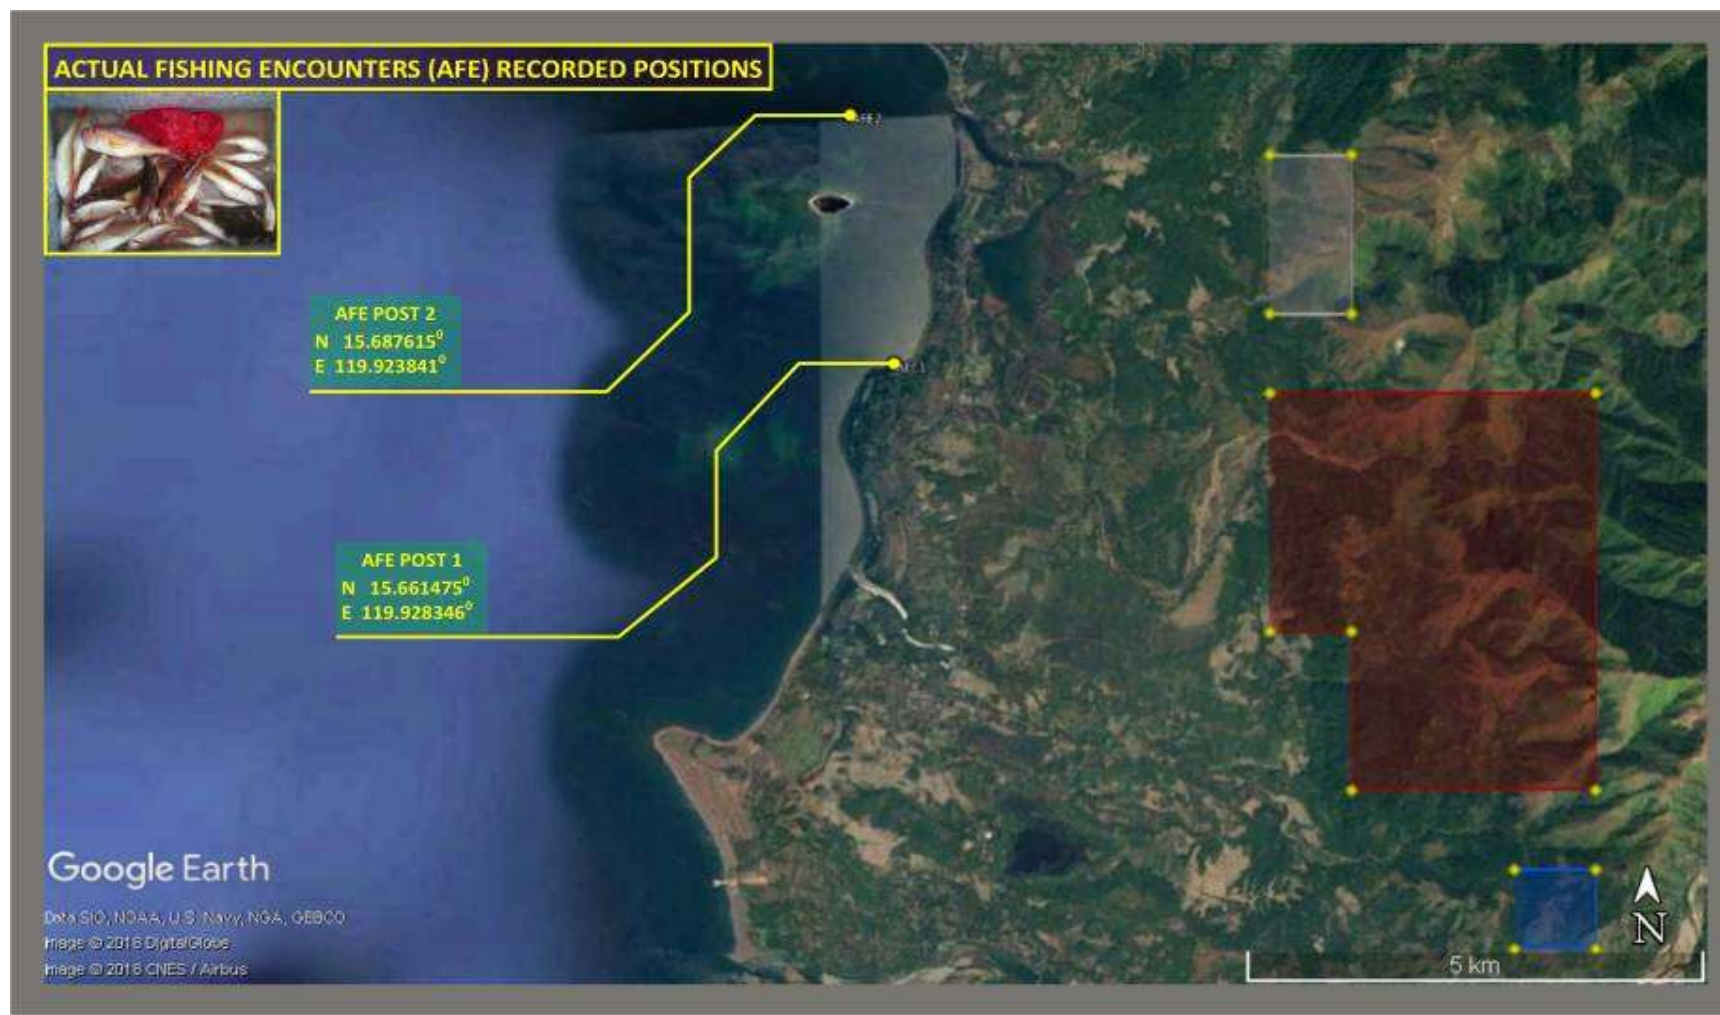 ACTUAL FISHING ENCOUNTERS (AFE) RECORDED POSITIONS
AFE2
AFE POST 2
N 15.687615⁰
E 119.923841⁰
AFE POST 1
N 15.661475⁰
E 119.928346⁰
Google Earth
Data SIO, NOAA, U.S. Navy, NGA, GEBCO
Image © 2018 DigitalGlobe
Image © 2018 CNES / Airbus
N
5 km